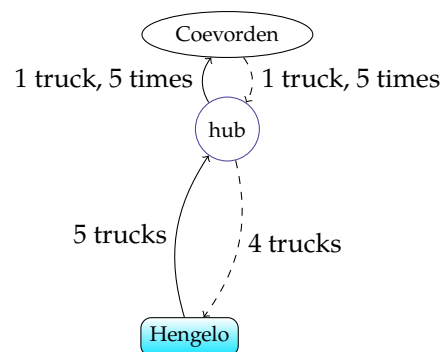 Coevorden
1 truck, 5 times
1 truck, 5 times
hub
5 trucks
4 trucks
Hengelo